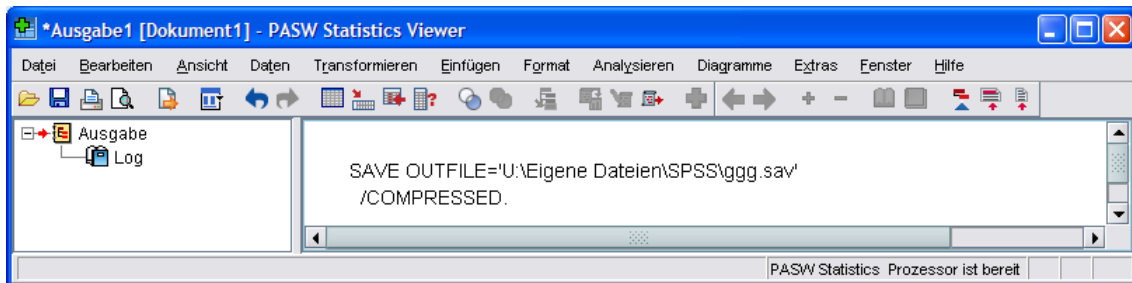 *Ausgabe1 [Dokument1] - PASW Statistics Viewer
Datei Bearbeiten Ansicht Daten Transformieren Einfügen Format Analysieren Diagramme Extras Fenster Hilfe
Ausgabe
Log
SAVE OUTFILE='U:\Eigene Dateien\SPSS\ggg.sav'
/COMPRESSED.
PASW Statistics Prozessor ist bereit